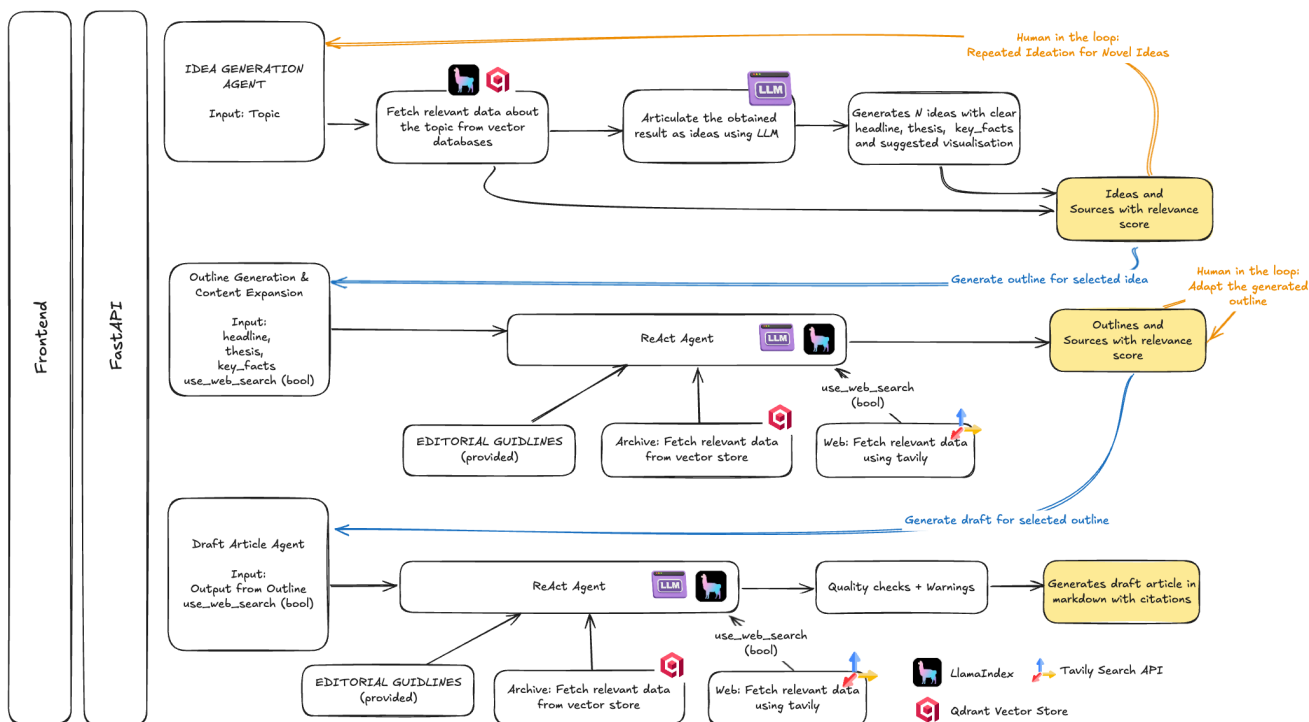 Frontend
FastAPI
IDEA GENERATION
AGENT
Input: Topic
Fetch relevant data about
the topic from vector
databases
LLM
Articulate the obtained
result as ideas using LLM
Generates N ideas with clear
headline, thesis, key_facts
and suggested visualisation
Human in the loop:
Repeated Ideation for Novel Ideas
Ideas and
Sources with relevance
score
Generate outline for selected idea
Outline Generation &
Content Expansion
Input:
headline,
thesis,
key_facts
use_web_search (bool)
ReAct Agent
LLM
Human in the loop:
Adapt the generated
outline
Outlines and
Sources with relevance
score
EDITORIAL GUIDLINES
(provided)
Archive: Fetch relevant data
from vector store
use_web_search
(bool)
Web: Fetch relevant data
using tavily
Generate draft for selected outline
Draft Article Agent
Input:
Output from Outline
use_web_search (bool)
ReAct Agent
LLM
Quality checks + Warnings
Generates draft article in
markdown with citations
EDITORIAL GUIDLINES
(provided)
Archive: Fetch relevant data
from vector store
use_web_search
(bool)
Web: Fetch relevant data
using tavily
LlamaIndex
Tavily Search API
Qdrant Vector Store